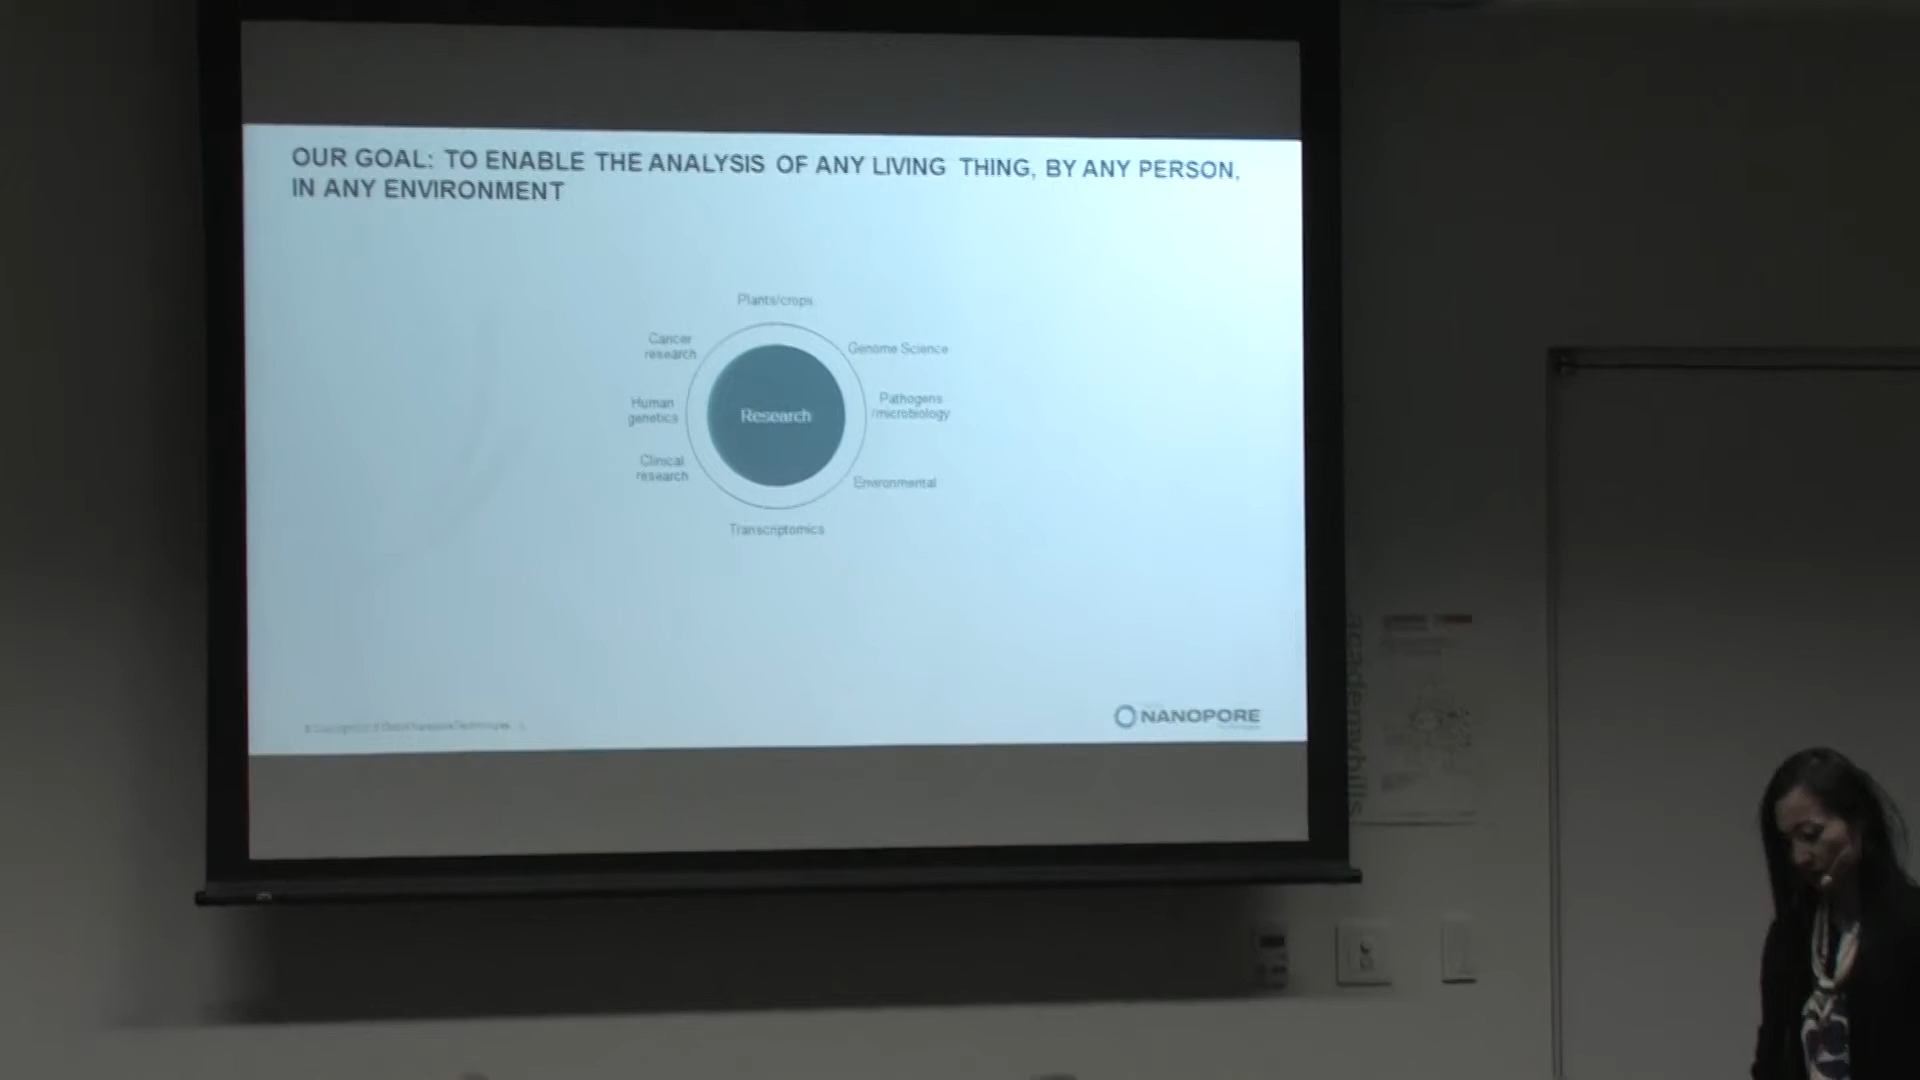 OUR GOAL: TO ENABLE THE ANALYSIS OF ANY LIVING THING, BY ANY PERSON,
IN ANY ENVIRONMENT
Plants/crops
Cancer
research
Genome Science
Human
genetics
Research
Pathogens
/microbiology
Clinical
research
Environmental
Transcriptomics
NANOPORE
academyhills